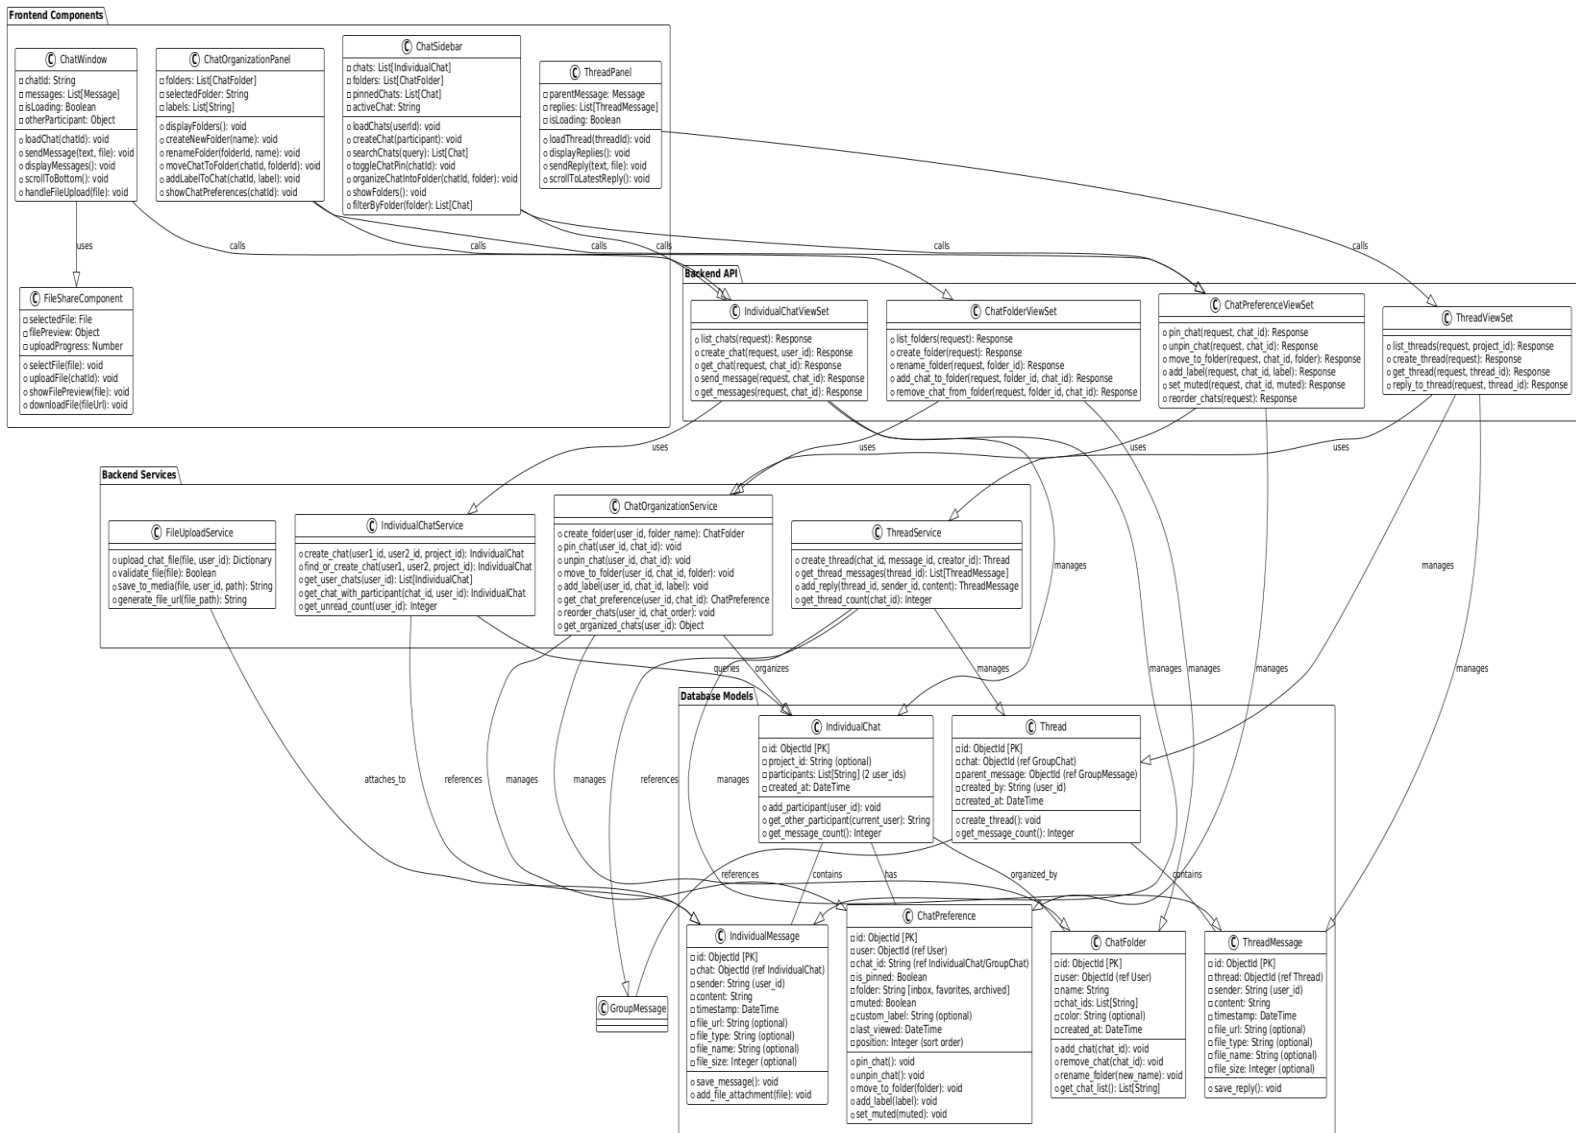 Frontend Components
C ChatWindow
chatId: String
messages: List[Message]
isLoading: Boolean
otherParticipant: Object
loadChat(chatId): void
sendMessage(text, file): void
displayMessages(): void
scrollToBottom(): void
handleFileUpload(file): void
C ChatOrganizationPanel
folders: List[ChatFolder]
selectedFolder: String
labels: List[String]
displayFolders(): void
createNewFolder(name): void
renameFolder(folderId, name): void
moveChatToFolder(chatId, folderId): void
addLabelToChat(chatId, label): void
showChatPreferences(chatId): void
C ChatSidebar
chats: List[IndividualChat]
folders: List[ChatFolder]
pinnedChats: List[Chat]
activeChat: String
loadChats(userId): void
createChat(participant): void
searchChats(query): List[Chat]
toggleChatPin(chatId): void
organizeChatIntoFolder(chatId, folder): void
showFolders(): void
filterByFolder(folder): List[Chat]
C ThreadPanel
parentMessage: Message
replies: List[ThreadMessage]
isLoading: Boolean
loadThread(threadId): void
displayReplies(): void
sendReply(text, file): void
scrollToLatestReply(): void
uses
calls
calls
calls
calls
calls
calls
C FileShareComponent
selectedFile: File
filePreview: Object
uploadProgress: Number
selectFile(file): void
uploadFile(chatId): void
showFilePreview(file): void
downloadFile(fileUrl): void
Backend API
C IndividualChatViewSet
list_chats(request): Response
create_chat(request, user_id): Response
get_chat(request, chat_id): Response
send_message(request, chat_id): Response
get_messages(request, chat_id): Response
C ChatFolderViewSet
list_folders(request): Response
create_folder(request): Response
rename_folder(request, folder_id): Response
add_chat_to_folder(request, folder_id, chat_id): Response
remove_chat_from_folder(request, folder_id, chat_id): Response
C ChatPreferenceViewSet
pin_chat(request, chat_id): Response
unpin_chat(request, chat_id): Response
move_to_folder(request, chat_id, folder): Response
add_label(request, chat_id, label): Response
set_muted(request, chat_id, muted): Response
reorder_chats(request): Response
C ThreadViewSet
list_threads(request, project_id): Response
create_thread(request): Response
get_thread(request, thread_id): Response
reply_to_thread(request, thread_id): Response
uses
uses
uses
uses
Backend Services
C FileUploadService
upload_chat_file(file, user_id): Dictionary
validate_file(file): Boolean
save_to_media(file, user_id, path): String
generate_file_url(file_path): String
C IndividualChatService
create_chat(user1_id, user2_id, project_id): IndividualChat
find_or_create_chat(user1, user2, project_id): IndividualChat
get_user_chats(user_id): List[IndividualChat]
get_chat_with_participant(chat_id, user_id): IndividualChat
get_unread_count(user_id): Integer
C ChatOrganizationService
create_folder(user_id, folder_name): ChatFolder
pin_chat(user_id, chat_id): void
unpin_chat(user_id, chat_id): void
move_to_folder(user_id, chat_id, folder): void
add_label(user_id, chat_id, label): void
get_chat_preference(user_id, chat_id): ChatPreference
reorder_chats(user_id, chat_order): void
get_organized_chats(user_id): Object
C ThreadService
create_thread(chat_id, message_id, creator_id): Thread
get_thread_messages(thread_id): List[ThreadMessage]
add_reply(thread_id, sender_id, content): ThreadMessage
get_thread_count(chat_id): Integer
manages
manages
queries
organizes
manages
manages
manages
manages
manages
Database Models
C IndividualChat
id: ObjectId [PK]
project_id: String (optional)
participants: List[String] (2 user_ids)
created_at: DateTime
add_participant(user_id): void
get_other_participant(current_user): String
get_message_count(): Integer
C Thread
id: ObjectId [PK]
chat: ObjectId (ref GroupChat)
parent_message: ObjectId (ref GroupMessage)
created_by: String (user_id)
created_at: DateTime
create_thread(): void
get_message_count(): Integer
attaches_to
references
manages
manages
references
manages
references
contains
has
organized_by
contains
C GroupMessage
C IndividualMessage
id: ObjectId [PK]
chat: ObjectId (ref IndividualChat)
sender: String (user_id)
content: String
timestamp: DateTime
file_url: String (optional)
file_type: String (optional)
file_name: String (optional)
file_size: Integer (optional)
save_message(): void
add_file_attachment(file): void
C ChatPreference
id: ObjectId [PK]
user: ObjectId (ref User)
chat_id: String (ref IndividualChat/GroupChat)
is_pinned: Boolean
folder: String [inbox, favorites, archived]
muted: Boolean
custom_label: String (optional)
last_viewed: DateTime
position: Integer (sort order)
pin_chat(): void
unpin_chat(): void
move_to_folder(folder): void
add_label(label): void
set_muted(muted): void
C ChatFolder
id: ObjectId [PK]
user: ObjectId (ref User)
name: String
chat_ids: List[String]
color: String (optional)
created_at: DateTime
add_chat(chat_id): void
remove_chat(chat_id): void
rename_folder(new_name): void
get_chat_list(): List[String]
C ThreadMessage
id: ObjectId [PK]
thread: ObjectId (ref Thread)
sender: String (user_id)
content: String
timestamp: DateTime
file_url: String (optional)
file_type: String (optional)
file_name: String (optional)
file_size: Integer (optional)
save_reply(): void